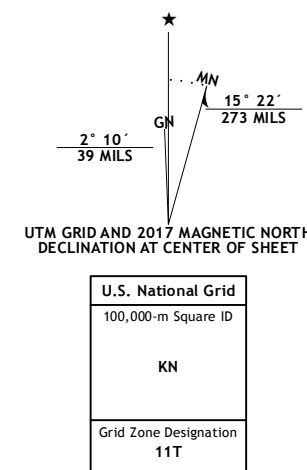 ★
MN
GN
15° 22´
273 MILS
2° 10´
39 MILS
UTM GRID AND 2017 MAGNETIC NORTH
DECLINATION AT CENTER OF SHEET
U.S. National Grid
100,000-m Square ID
KN
Grid Zone Designation
11T